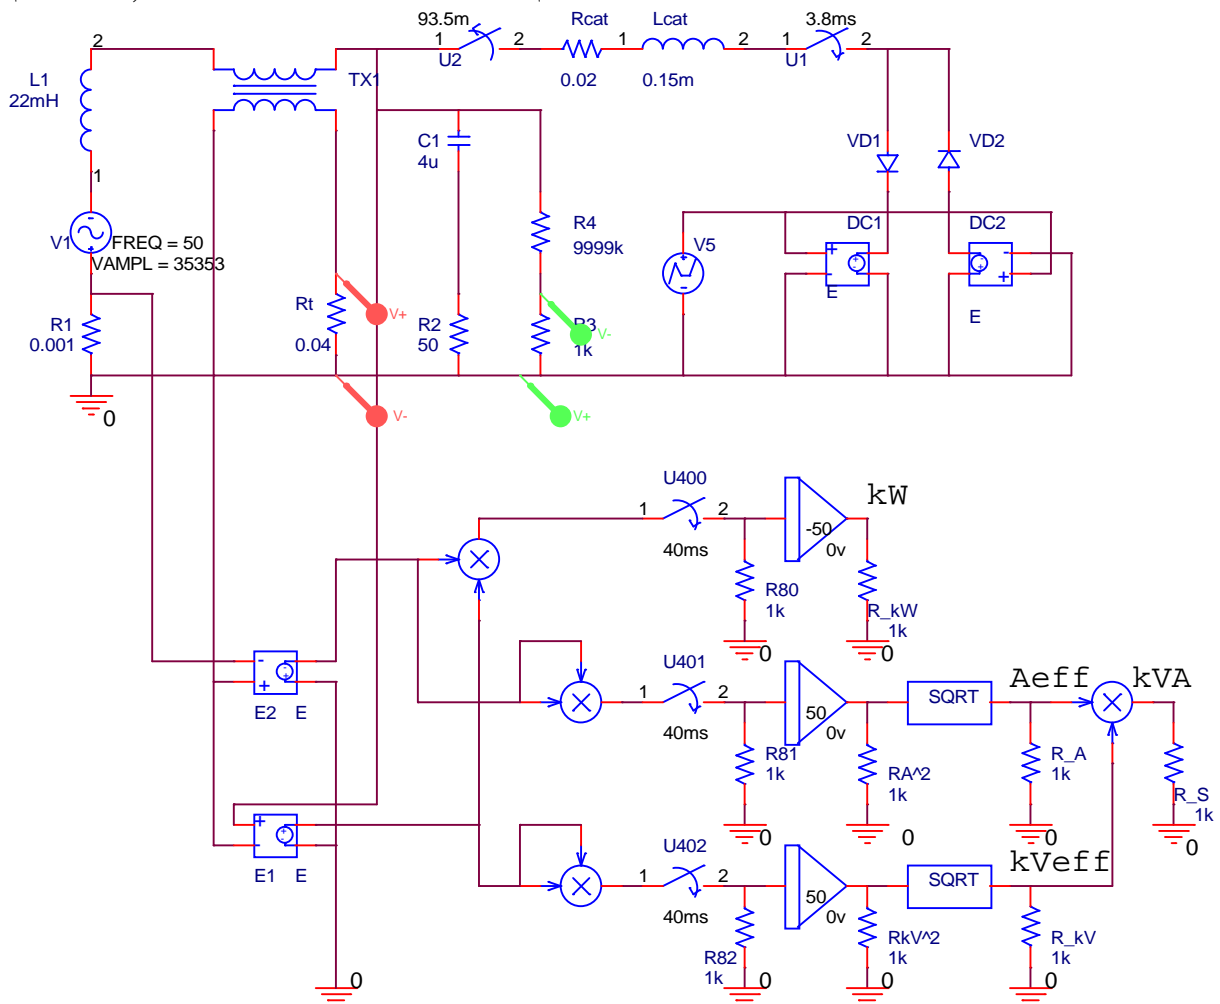 93.5m
Rcat
Lcat
3.8ms
2
1
2
1
2
1
2
U2
U1
L1
22mH
TX1
0.02
0.15m
C1
4u
VD1
VD2
1
R4
9999k
DC1
DC2
V1
FREQ = 50
VAMPL = 35353
V5
+
-
-
+
E
E
R1
0.001
Rt
0.04
V+
R2
50
R3
1k
V-
0
V-
V+
U400
kW
1
2
40ms
-50
0v
R80
1k
R_kW
1k
0
0
U401
Aeff
kVA
1
2
SQRT
-
+
E2
E
40ms
50
0v
R81
1k
RA^2
1k
R_A
1k
R_S
1k
+
-
0
0
0
0
E1
E
U402
kVeff
1
2
SQRT
40ms
50
0v
R82
1k
RkV^2
1k
R_kV
1k
0
0
0
0